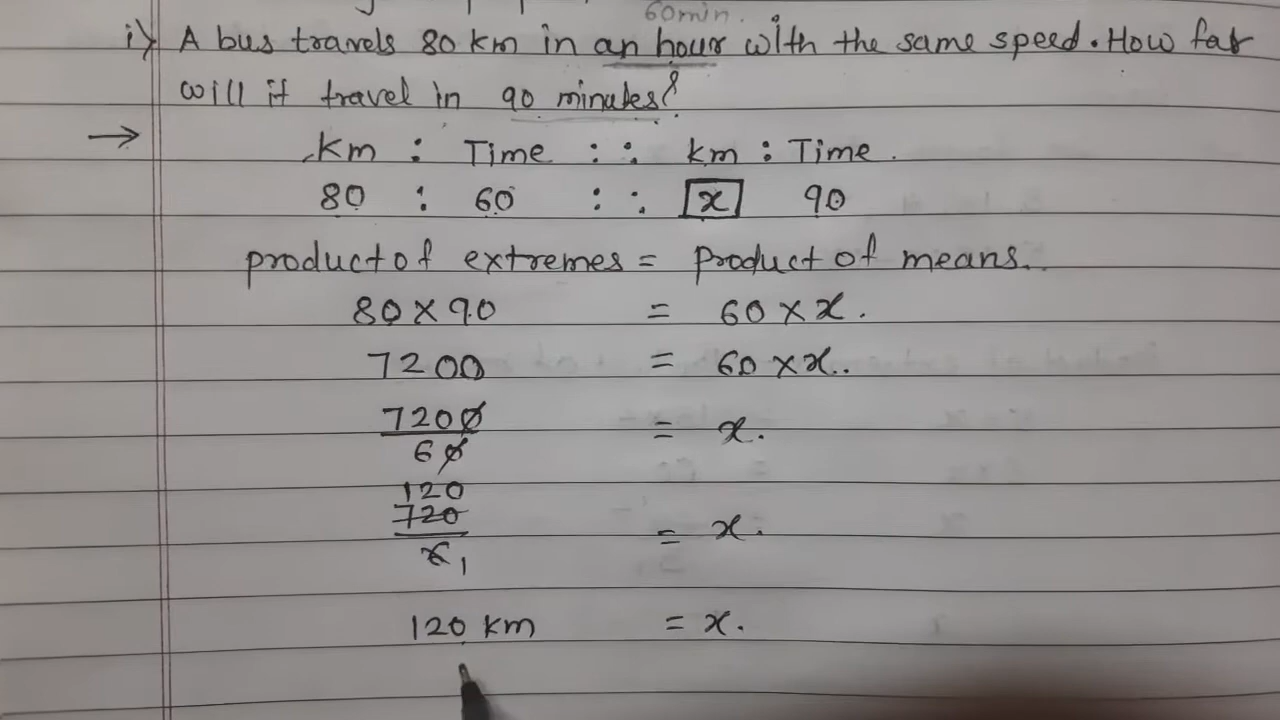 60min.
i) A bus travels 80 km in an hour with the same speed. How far
will it travel in 90 minutes?
→ km : Time :: km : Time.
80 : 60 :: x 90
product of extremes = product of means.
80 × 90 = 60 × x.
7200 = 60 × x.
7200
= x.
60
120
720
= x.
6 1
120 km = x.